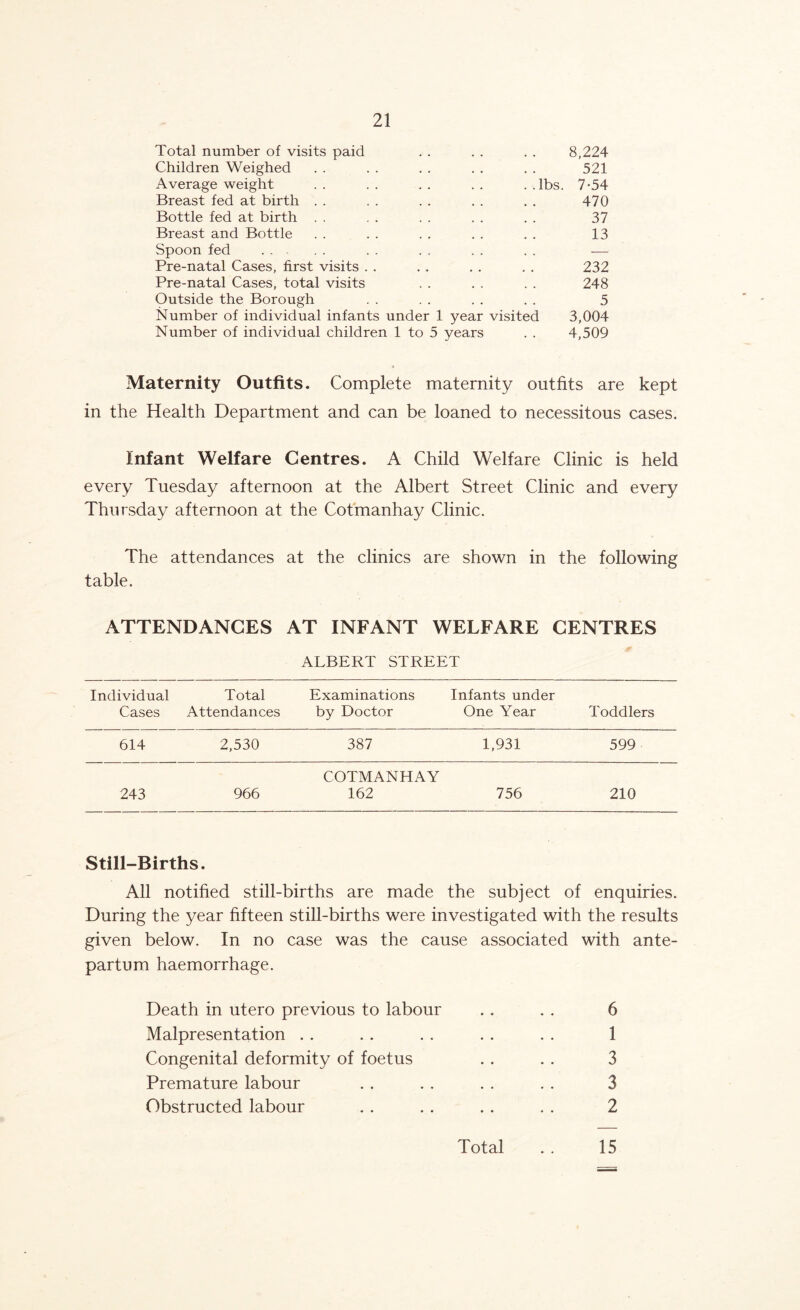 21
Total number of visits paid . . . . . . 8,224
Children Weighed . . . . . . . . . . 521
Average weight . . . . . . . . . . lbs. 7·54
Breast fed at birth . . . . . . . . . . 470
Bottle fed at birth . . . . . . . . . . 37
Breast and Bottle . . . . . . . . . . 13
Spoon fed . . . . . . . . . . . . —
Pre-natal Cases, first visits . . . . . . . . 232
Pre-natal Cases, total visits . . . . . . 248
Outside the Borough . . . . . . . . 5
Number of individual infants under 1 year visited 3,004
Number of individual children 1 to 5 years . . 4,509
Maternity Outfits. Complete maternity outfits are kept
in the Health Department and can be loaned to necessitous cases.
Infant Welfare Centres. A Child Welfare Clinic is held
every Tuesday afternoon at the Albert Street Clinic and every
Thursday afternoon at the Cotmanhay Clinic.
The attendances at the clinics are shown in the following
table.
ATTENDANCES AT INFANT WELFARE CENTRES
ALBERT STREET
Individual Total Examinations Infants under
Cases Attendances by Doctor One Year Toddlers
614 2,530 387 1,931 599
COTMANHAY
243 966 162 756 210
Still-Births.
All notified still-births are made the subject of enquiries.
During the year fifteen still-births were investigated with the results
given below. In no case was the cause associated with ante-
partum haemorrhage.
Death in utero previous to labour . . . . 6
Malpresentation . . . . . . . . . . 1
Congenital deformity of foetus . . . . 3
Premature labour . . . . . . . . 3
Obstructed labour . . . . . . . . 2
Total . . 15